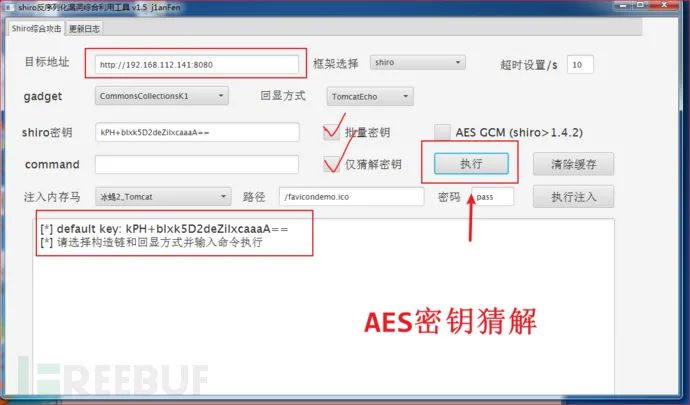 shiro反序列化漏洞综合利用工具 v1.5 j1anFen
Shiro综合攻击 更新日志
目标地址 http://192.168.112.141:8080 框架选择 shiro 超时设置/s 10
gadget CommonsCollectionsK1 回显方式 TomcatEcho
shiro密钥 kPH+bIxk5D2deZiIxcaaaA== 批量密钥 AES GCM (shiro>1.4.2)
command 仅猜解密钥 执行 清除缓存
注入内存马 冰蝎2_Tomcat 路径 /favicondemo.ico 密码 pass 执行注入
[*] default key: kPH+bIxk5D2deZiIxcaaaA==
[*] 请选择构造链和回显方式并输入命令执行
AES密钥猜解
FREEBUF